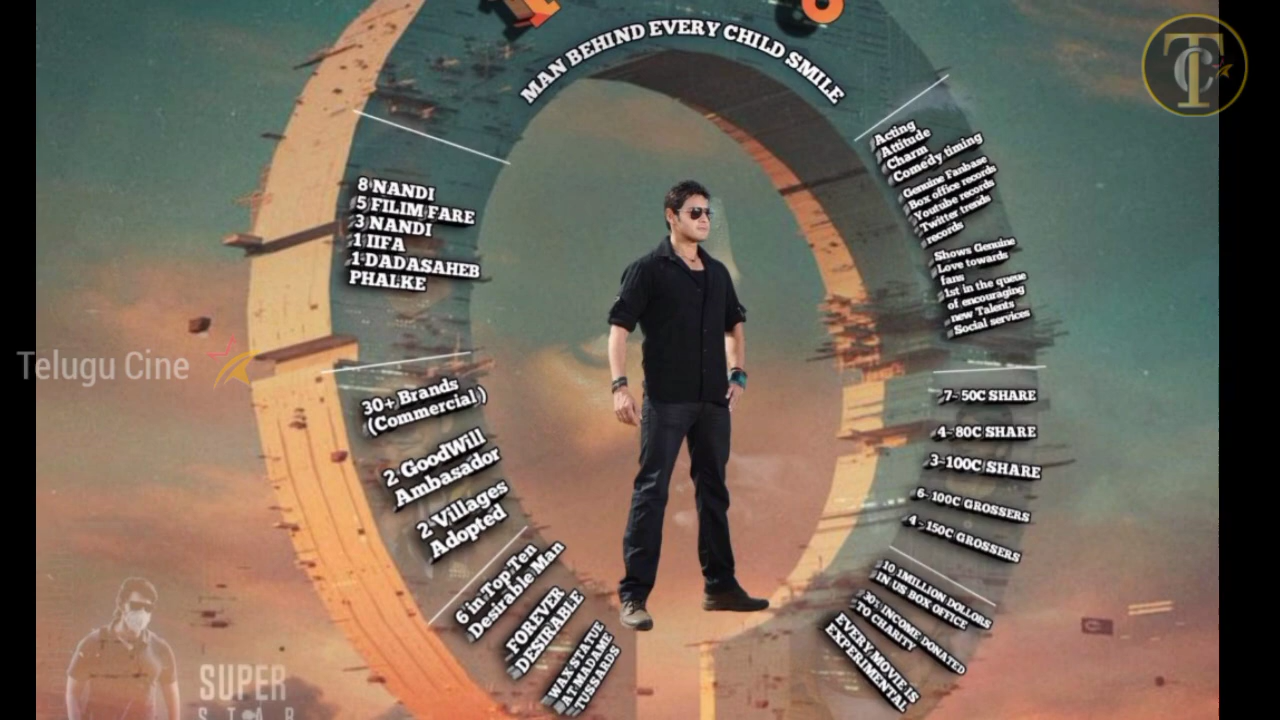 MAN BEHIND EVERY CHILD SMILE
8 NANDI
5 FILIM FARE
3 NANDI
1 IIFA
1 DADASAHEB
PHALKE
30+ Brands
(Commercial )
2 GoodWill
Ambasador
2 Villages
Adopted
6 in Top Ten
Desirable Man
FOREVER
DESIRABLE
WAX STATUE
AT MADAME
TUSSARDS
Acting
Attitude
Charm
Comedy timing
Genuine Fanbase
Box office records
Youtube records
Twitter trends
records
Shows Genuine
Love towards
fans
1st in the queue
of encouraging
new Talents
Social services
7- 50C SHARE
4-80C SHARE
3-100C SHARE
6- 100C GROSSERS
4 -150C GROSSERS
10 1MILLION DOLLORS
IN US BOX OFFICE
30% INCOME DONATED
TO CHARITY
EVERY MOVIE IS
EXPERIMENTAL
Telugu Cine
TC
SUPER
STAR